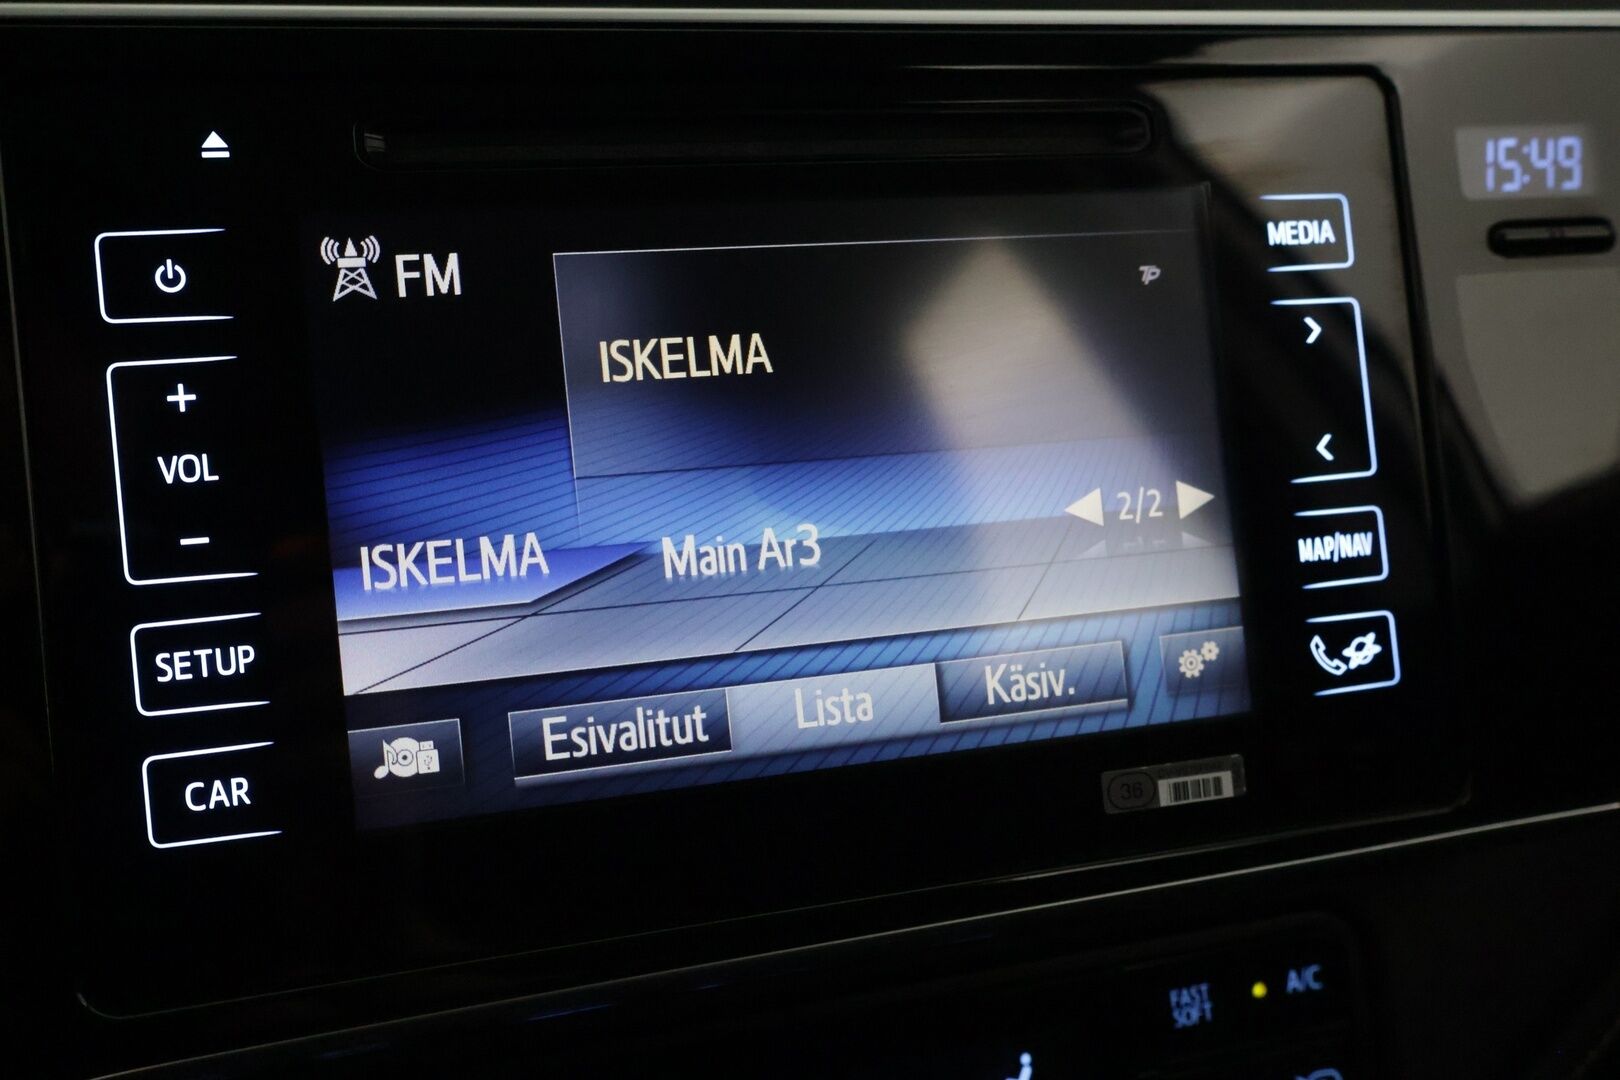 15:49
MEDIA
FM
TP
ISKELMA
VOL
2/2
ISKELMA
Main Ar3
MAP/NAV
SETUP
Esivalitut
Lista
Käsiv.
CAR
36
FAST
SOFT
A/C